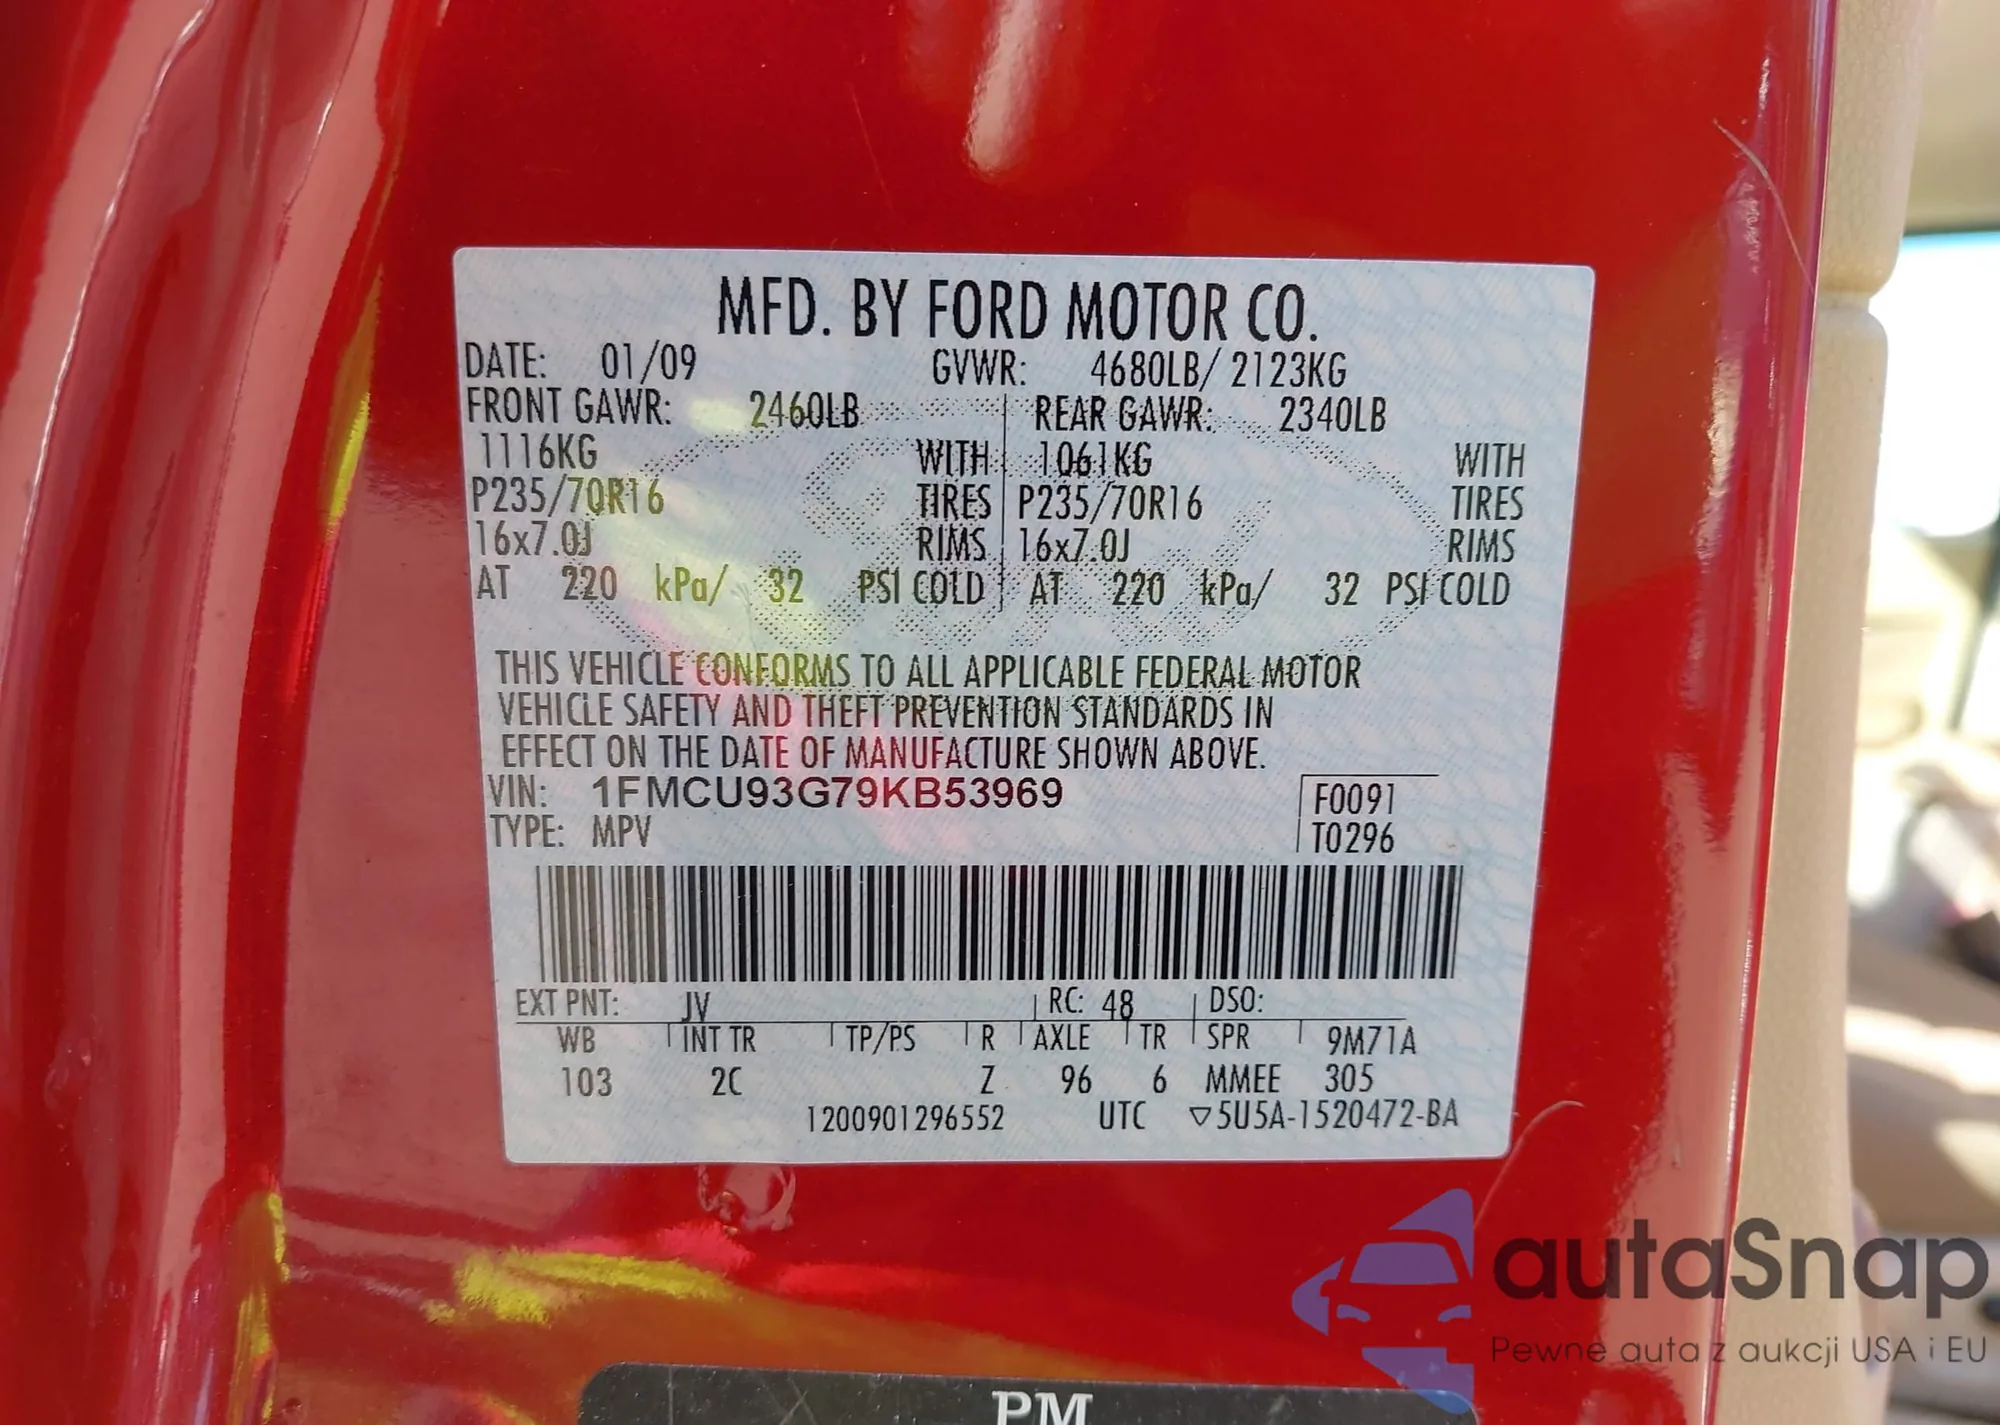 MFD. BY FORD MOTOR CO.
DATE: 01/09 GVWR: 4680LB/ 2123KG
FRONT GAWR: 2460LB REAR GAWR: 2340LB
1116KG WITH 1061KG WITH
P235/70R16 TIRES P235/70R16 TIRES
16x7.0J RIMS 16x7.0J RIMS
AT 220 kPa/ 32 PSI COLD AT 220 kPa/ 32 PSI COLD
THIS VEHICLE CONFORMS TO ALL APPLICABLE FEDERAL MOTOR
VEHICLE SAFETY AND THEFT PREVENTION STANDARDS IN
EFFECT ON THE DATE OF MANUFACTURE SHOWN ABOVE.
VIN: 1FMCU93G79KB53969 F0091
TYPE: MPV T0296
EXT PNT: JV RC: 48 DSO:
WB INT TR TP/PS R AXLE TR SPR 9M71A
103 2C Z 96 6 MMEE 305
1200901296552 UTC ▽5U5A-1520472-BA
autaSnap
Pewne auta z aukcji USA i EU
PM